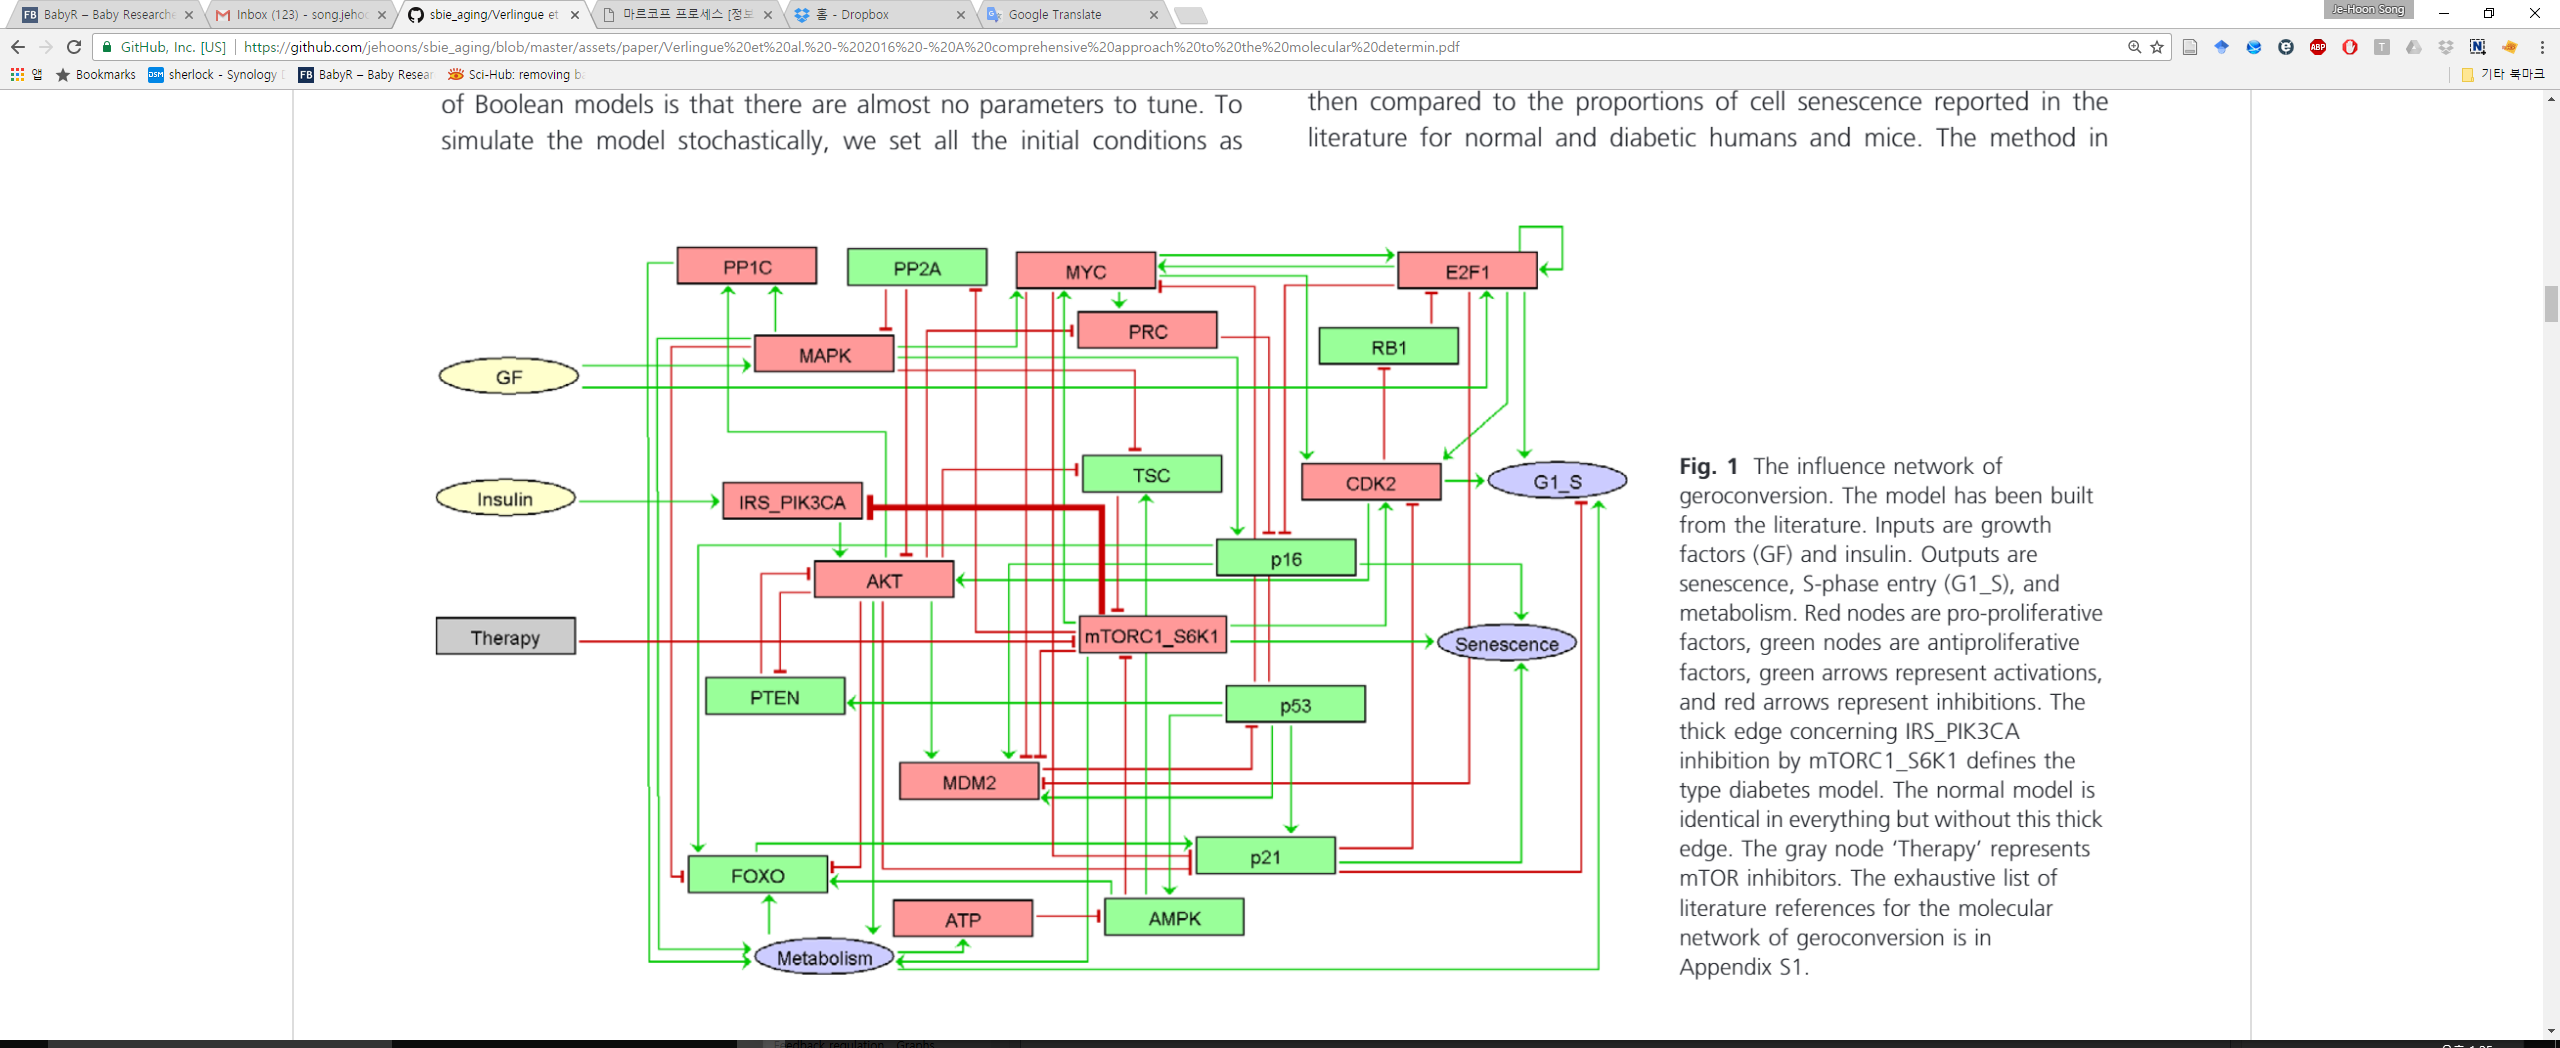 BabyR – Baby Researche
Inbox (123) - song.jehoo
sbie_aging/Verlingue et
마르코프 프로세스 [정보
홈 - Dropbox
Google Translate
Je-Hoon Song
GitHub, Inc. [US]
https://github.com/jehoons/sbie_aging/blob/master/assets/paper/Verlingue%20et%20al.%20-%202016%20-%20A%20comprehensive%20approach%20to%20the%20molecular%20determin.pdf
앱
Bookmarks
sherlock - Synology
BabyR – Baby Resear
Sci-Hub: removing ba
기타 북마크
of Boolean models is that there are almost no parameters to tune. To
simulate the model stochastically, we set all the initial conditions as
then compared to the proportions of cell senescence reported in the
literature for normal and diabetic humans and mice. The method in
PP1C
PP2A
MYC
E2F1
PRC
RB1
MAPK
GF
TSC
CDK2
G1_S
Insulin
IRS_PIK3CA
p16
AKT
Therapy
mTORC1_S6K1
Senescence
PTEN
p53
MDM2
p21
FOXO
ATP
AMPK
Metabolism
Fig. 1 The influence network of
geroconversion. The model has been built
from the literature. Inputs are growth
factors (GF) and insulin. Outputs are
senescence, S-phase entry (G1_S), and
metabolism. Red nodes are pro-proliferative
factors, green nodes are antiproliferative
factors, green arrows represent activations,
and red arrows represent inhibitions. The
thick edge concerning IRS_PIK3CA
inhibition by mTORC1_S6K1 defines the
type diabetes model. The normal model is
identical in everything but without this thick
edge. The gray node ‘Therapy’ represents
mTOR inhibitors. The exhaustive list of
literature references for the molecular
network of geroconversion is in
Appendix S1.